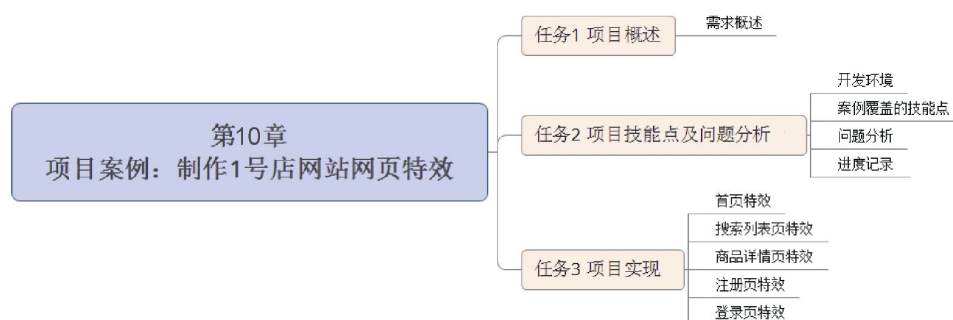 第10章
项目案例：制作1号店网站网页特效
任务1 项目概述
需求概述
任务2 项目技能点及问题分析
开发环境
案例覆盖的技能点
问题分析
进度记录
任务3 项目实现
首页特效
搜索列表页特效
商品详情页特效
注册页特效
登录页特效